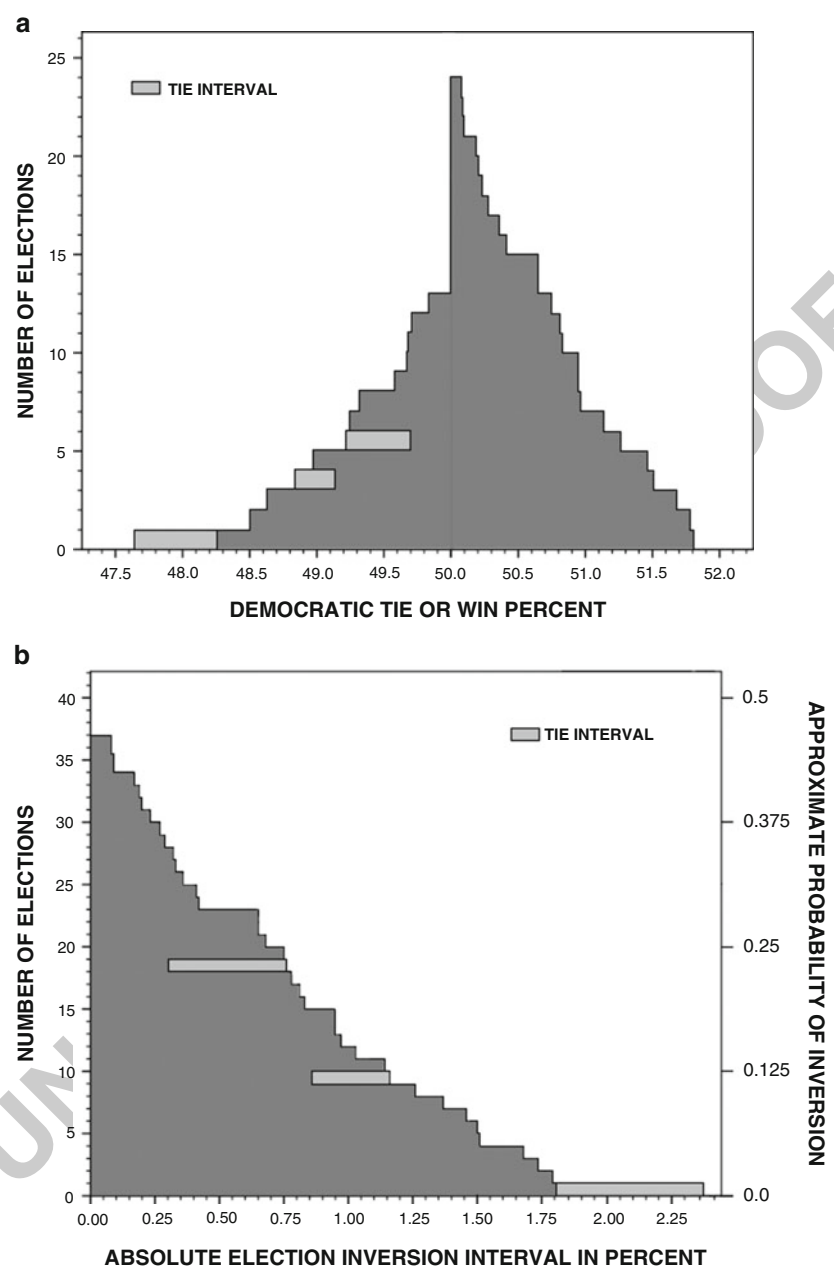 a
25
TIE INTERVAL
20
15
10
5
0
NUMBER OF ELECTIONS
47.5 48.0 48.5 49.0 49.5 50.0 50.5 51.0 51.5 52.0
DEMOCRATIC TIE OR WIN PERCENT
b
40
35
30
25
20
15
10
5
0
NUMBER OF ELECTIONS
TIE INTERVAL
0.5
0.375
0.25
0.125
0.0
APPROXIMATE PROBABILITY OF INVERSION
0.00 0.25 0.50 0.75 1.00 1.25 1.50 1.75 2.00 2.25
ABSOLUTE ELECTION INVERSION INTERVAL IN PERCENT